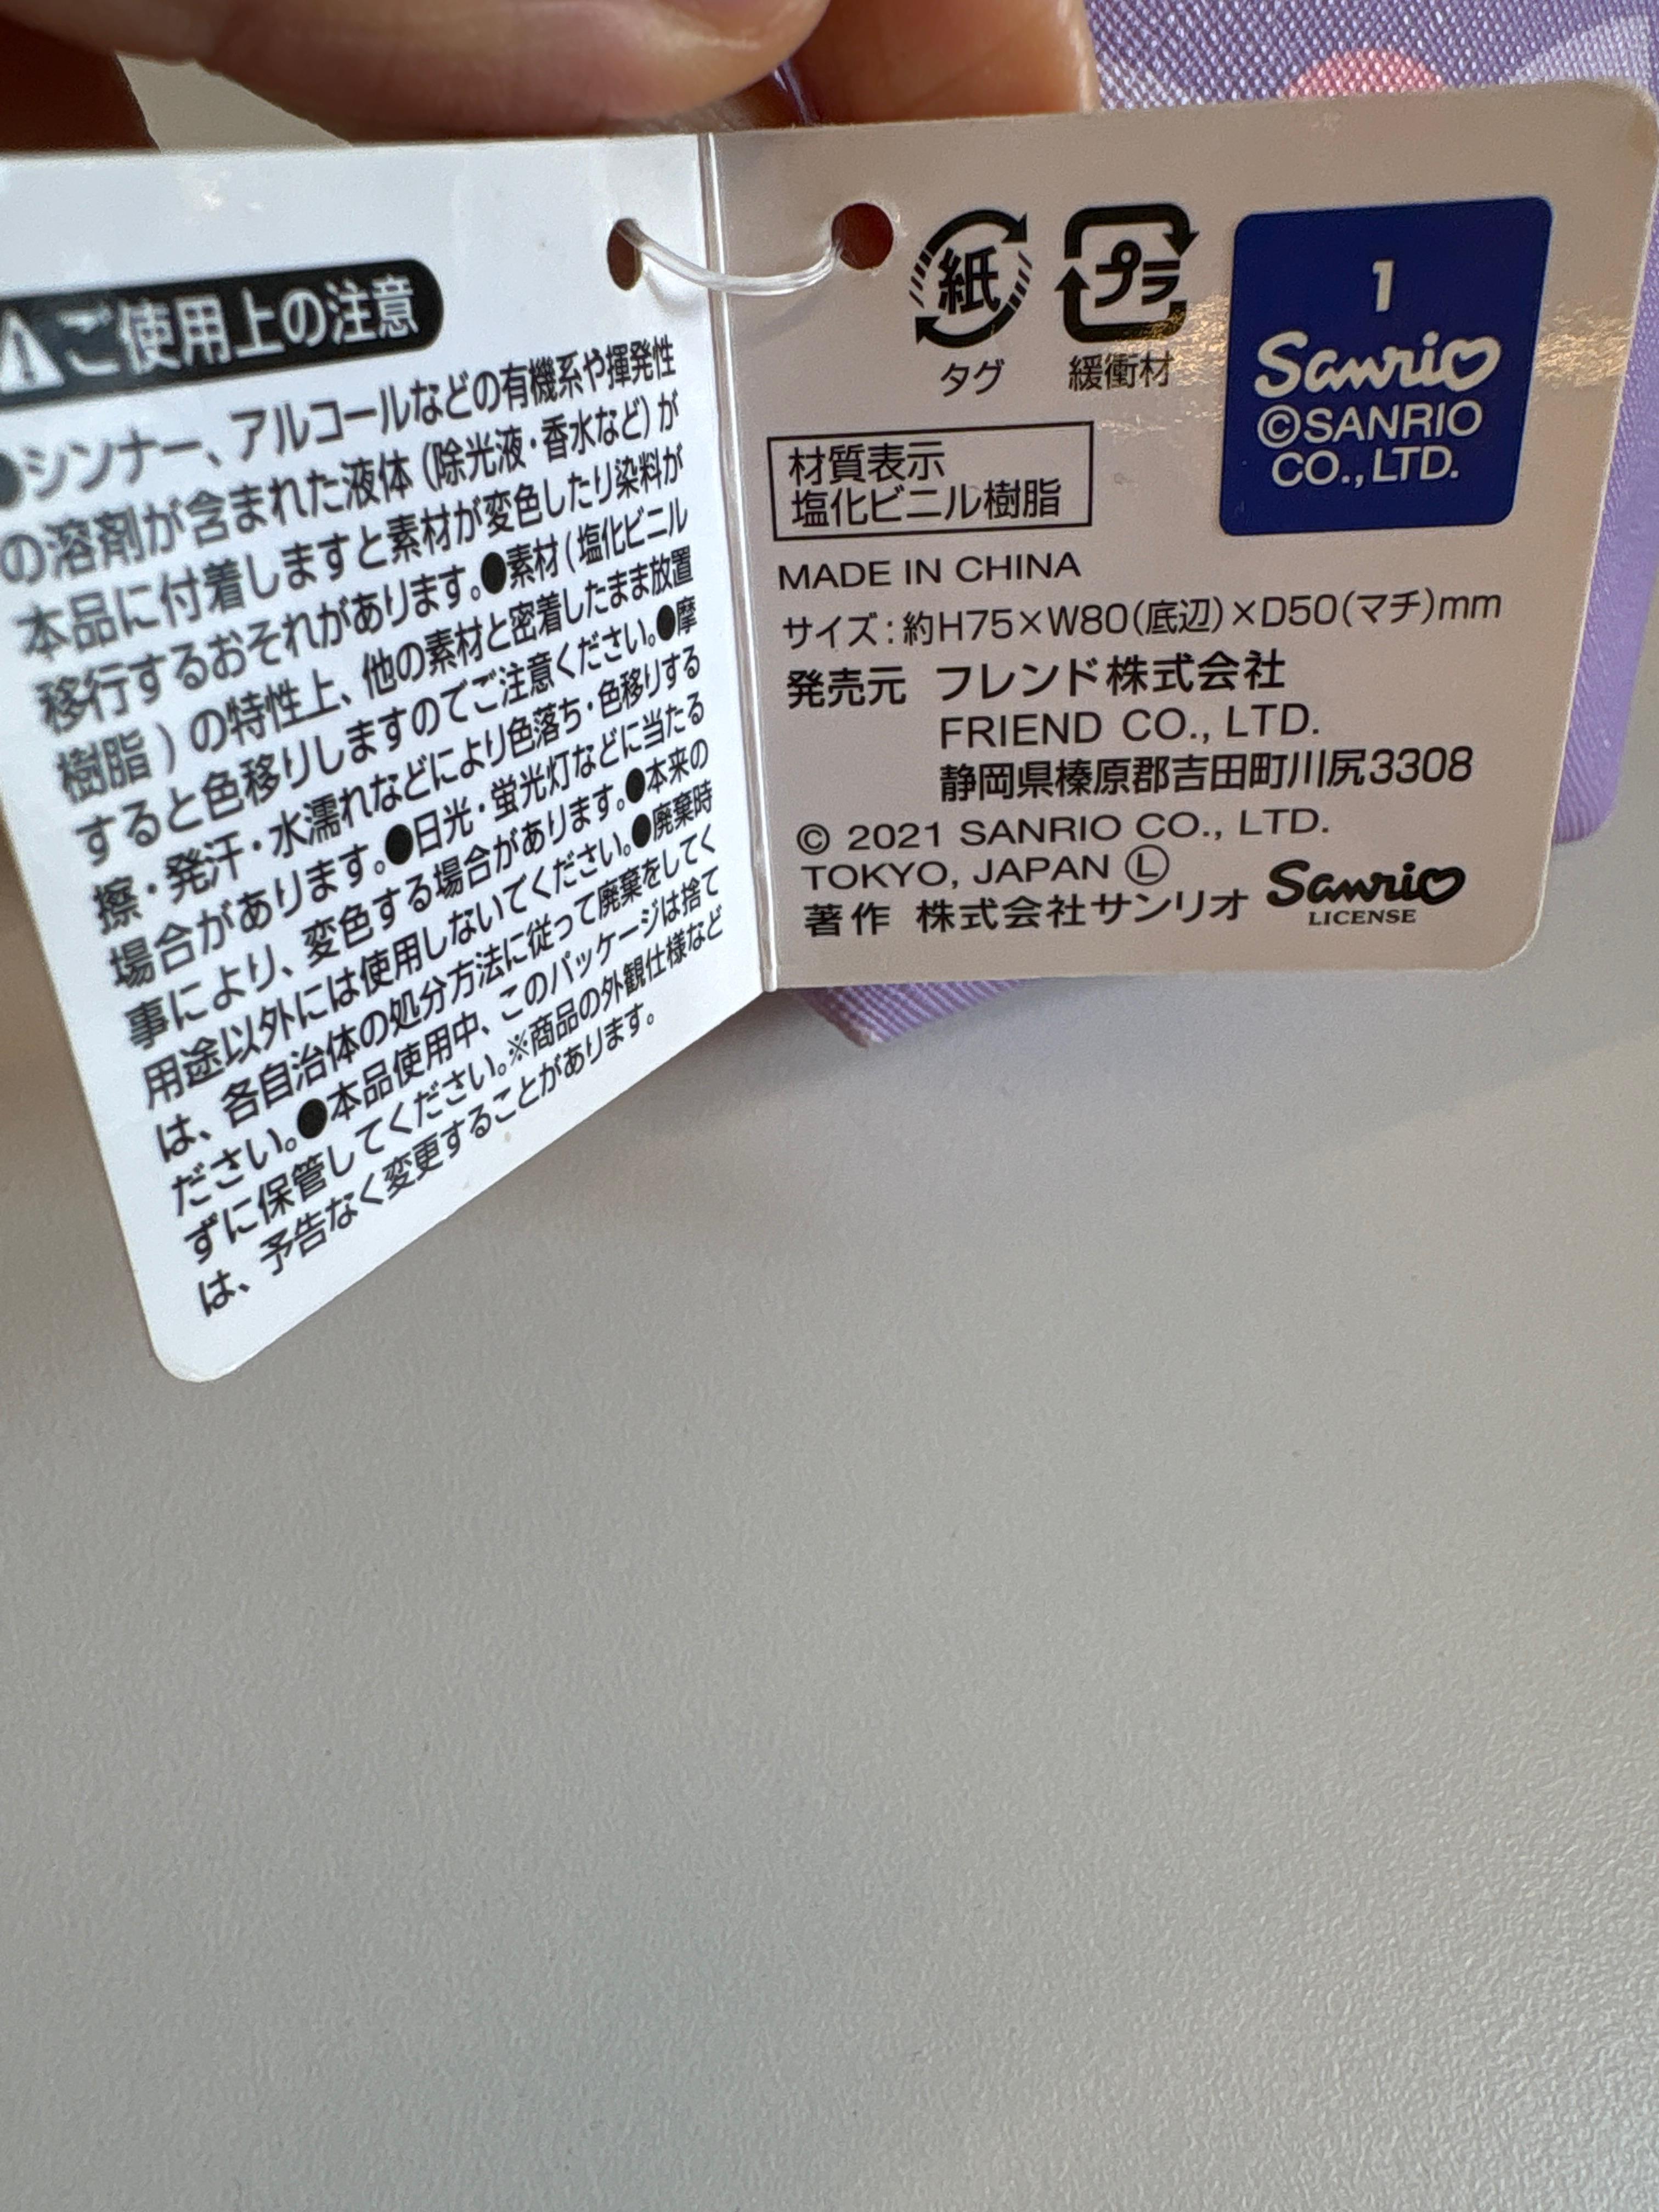 ご使用上の注意
●シンナー、アルコールなどの有機系や揮発性
の溶剤が含まれた液体(除光液・香水など)が
本品に付着しますと素材が変色したり染料が
移行するおそれがあります。●素材(塩化ビニル
樹脂)の特性上、他の素材と密着したまま放置
すると色移りしますのでご注意ください。●摩
擦・発汗・水濡れなどにより色落ち・色移りする
場合があります。●日光・蛍光灯などに当たる
事により、変色する場合があります。●本来の
用途以外には使用しないでください。●廃棄時
は、各自治体の処分方法に従って廃棄をしてく
ださい。●本品使用中、このパッケージは捨て
ずに保管してください。※商品の外観仕様など
は、予告なく変更することがあります。
紙
タグ
プラ
緩衝材
1
Sanrio
©SANRIO
CO.,LTD.
材質表示
塩化ビニル樹脂
MADE IN CHINA
サイズ:約H75×W80(底辺)×D50(マチ)mm
発売元 フレンド株式会社
FRIEND CO., LTD.
静岡県榛原郡吉田町川尻3308
© 2021 SANRIO CO., LTD.
TOKYO, JAPAN Ⓛ
著作 株式会社サンリオ
Sanrio
LICENSE